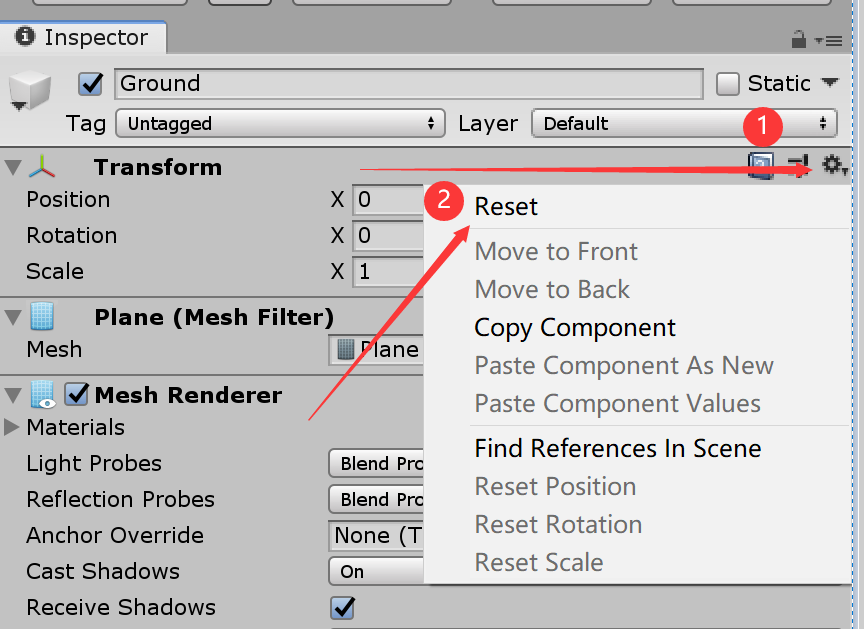 Inspector
Ground
Static
Tag Untagged Layer Default
1
Transform
Position X 0
2
Reset
Rotation X 0
Move to Front
Scale X 1
Move to Back
Plane (Mesh Filter)
Copy Component
Mesh Plane
Paste Component As New
Mesh Renderer
Paste Component Values
Materials
Find References In Scene
Light Probes Blend Pro
Reset Position
Reflection Probes Blend Pro
Reset Rotation
Anchor Override None (T
Reset Scale
Cast Shadows On
Receive Shadows